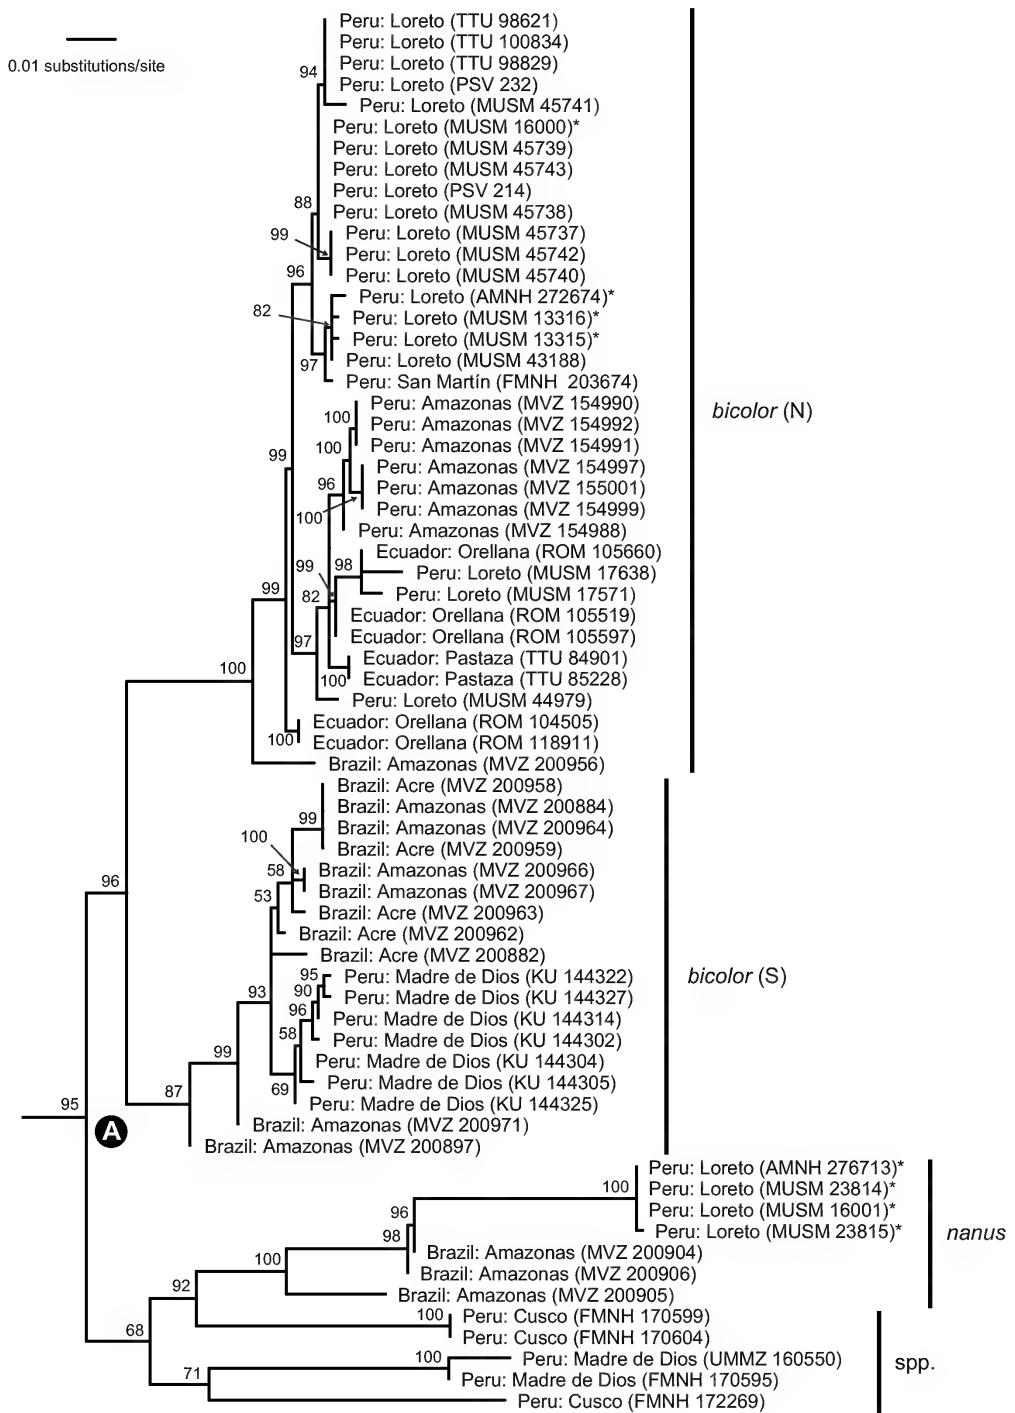 0.01 substitutions/site
Peru: Loreto (TTU 98621)
Peru: Loreto (TTU 100834)
Peru: Loreto (TTU 98829)
94
Peru: Loreto (PSV 232)
Peru: Loreto (MUSM 45741)
Peru: Loreto (MUSM 16000)*
Peru: Loreto (MUSM 45739)
Peru: Loreto (MUSM 45743)
Peru: Loreto (PSV 214)
88
Peru: Loreto (MUSM 45738)
99
Peru: Loreto (MUSM 45737)
Peru: Loreto (MUSM 45742)
96
Peru: Loreto (MUSM 45740)
Peru: Loreto (AMNH 272674)*
82
Peru: Loreto (MUSM 13316)*
Peru: Loreto (MUSM 13315)*
97
Peru: Loreto (MUSM 43188)
Peru: San Martín (FMNH 203674)
Peru: Amazonas (MVZ 154990)
bicolor (N)
100
Peru: Amazonas (MVZ 154992)
100
Peru: Amazonas (MVZ 154991)
99
Peru: Amazonas (MVZ 154997)
96
Peru: Amazonas (MVZ 155001)
100
Peru: Amazonas (MVZ 154999)
Peru: Amazonas (MVZ 154988)
Ecuador: Orellana (ROM 105660)
99
98
Peru: Loreto (MUSM 17638)
99
82
Peru: Loreto (MUSM 17571)
Ecuador: Orellana (ROM 105519)
97
Ecuador: Orellana (ROM 105597)
100
Ecuador: Pastaza (TTU 84901)
100
Ecuador: Pastaza (TTU 85228)
Peru: Loreto (MUSM 44979)
Ecuador: Orellana (ROM 104505)
100
Ecuador: Orellana (ROM 118911)
Brazil: Amazonas (MVZ 200956)
Brazil: Acre (MVZ 200958)
Brazil: Amazonas (MVZ 200884)
99
Brazil: Amazonas (MVZ 200964)
100
Brazil: Acre (MVZ 200959)
58
Brazil: Amazonas (MVZ 200966)
96
53
Brazil: Amazonas (MVZ 200967)
Brazil: Acre (MVZ 200963)
Brazil: Acre (MVZ 200962)
Brazil: Acre (MVZ 200882)
bicolor (S)
95
Peru: Madre de Dios (KU 144322)
93
90
Peru: Madre de Dios (KU 144327)
96
Peru: Madre de Dios (KU 144314)
58
Peru: Madre de Dios (KU 144302)
99
Peru: Madre de Dios (KU 144304)
87
69
Peru: Madre de Dios (KU 144305)
95
Peru: Madre de Dios (KU 144325)
A
Brazil: Amazonas (MVZ 200971)
Brazil: Amazonas (MVZ 200897)
Peru: Loreto (AMNH 276713)*
100
Peru: Loreto (MUSM 23814)*
96
Peru: Loreto (MUSM 16001)*
98
Peru: Loreto (MUSM 23815)*
nanus
100
Brazil: Amazonas (MVZ 200904)
Brazil: Amazonas (MVZ 200906)
92
Brazil: Amazonas (MVZ 200905)
100
Peru: Cusco (FMNH 170599)
68
Peru: Cusco (FMNH 170604)
100
Peru: Madre de Dios (UMMZ 160550)
spp.
71
Peru: Madre de Dios (FMNH 170595)
Peru: Cusco (FMNH 172269)